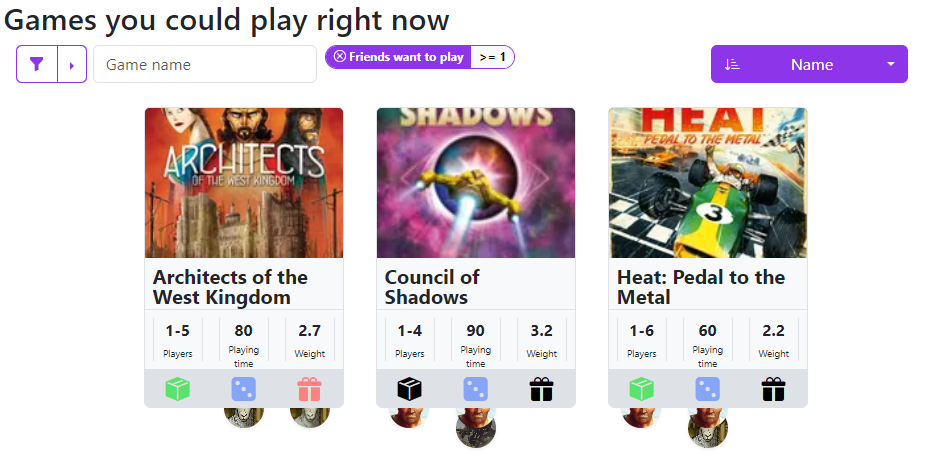 Games you could play right now
Game name
Friends want to play >= 1
Name
ARCHITECTS
OF THE WEST KINGDOM
SHADOWS
HEAT
PEDAL TO THE METAL
3
Architects of the
West Kingdom
Council of
Shadows
Heat: Pedal to the
Metal
1-5 80 2.7
Players Playing time Weight
1-4 90 3.2
Players Playing time Weight
1-6 60 2.2
Players Playing time Weight